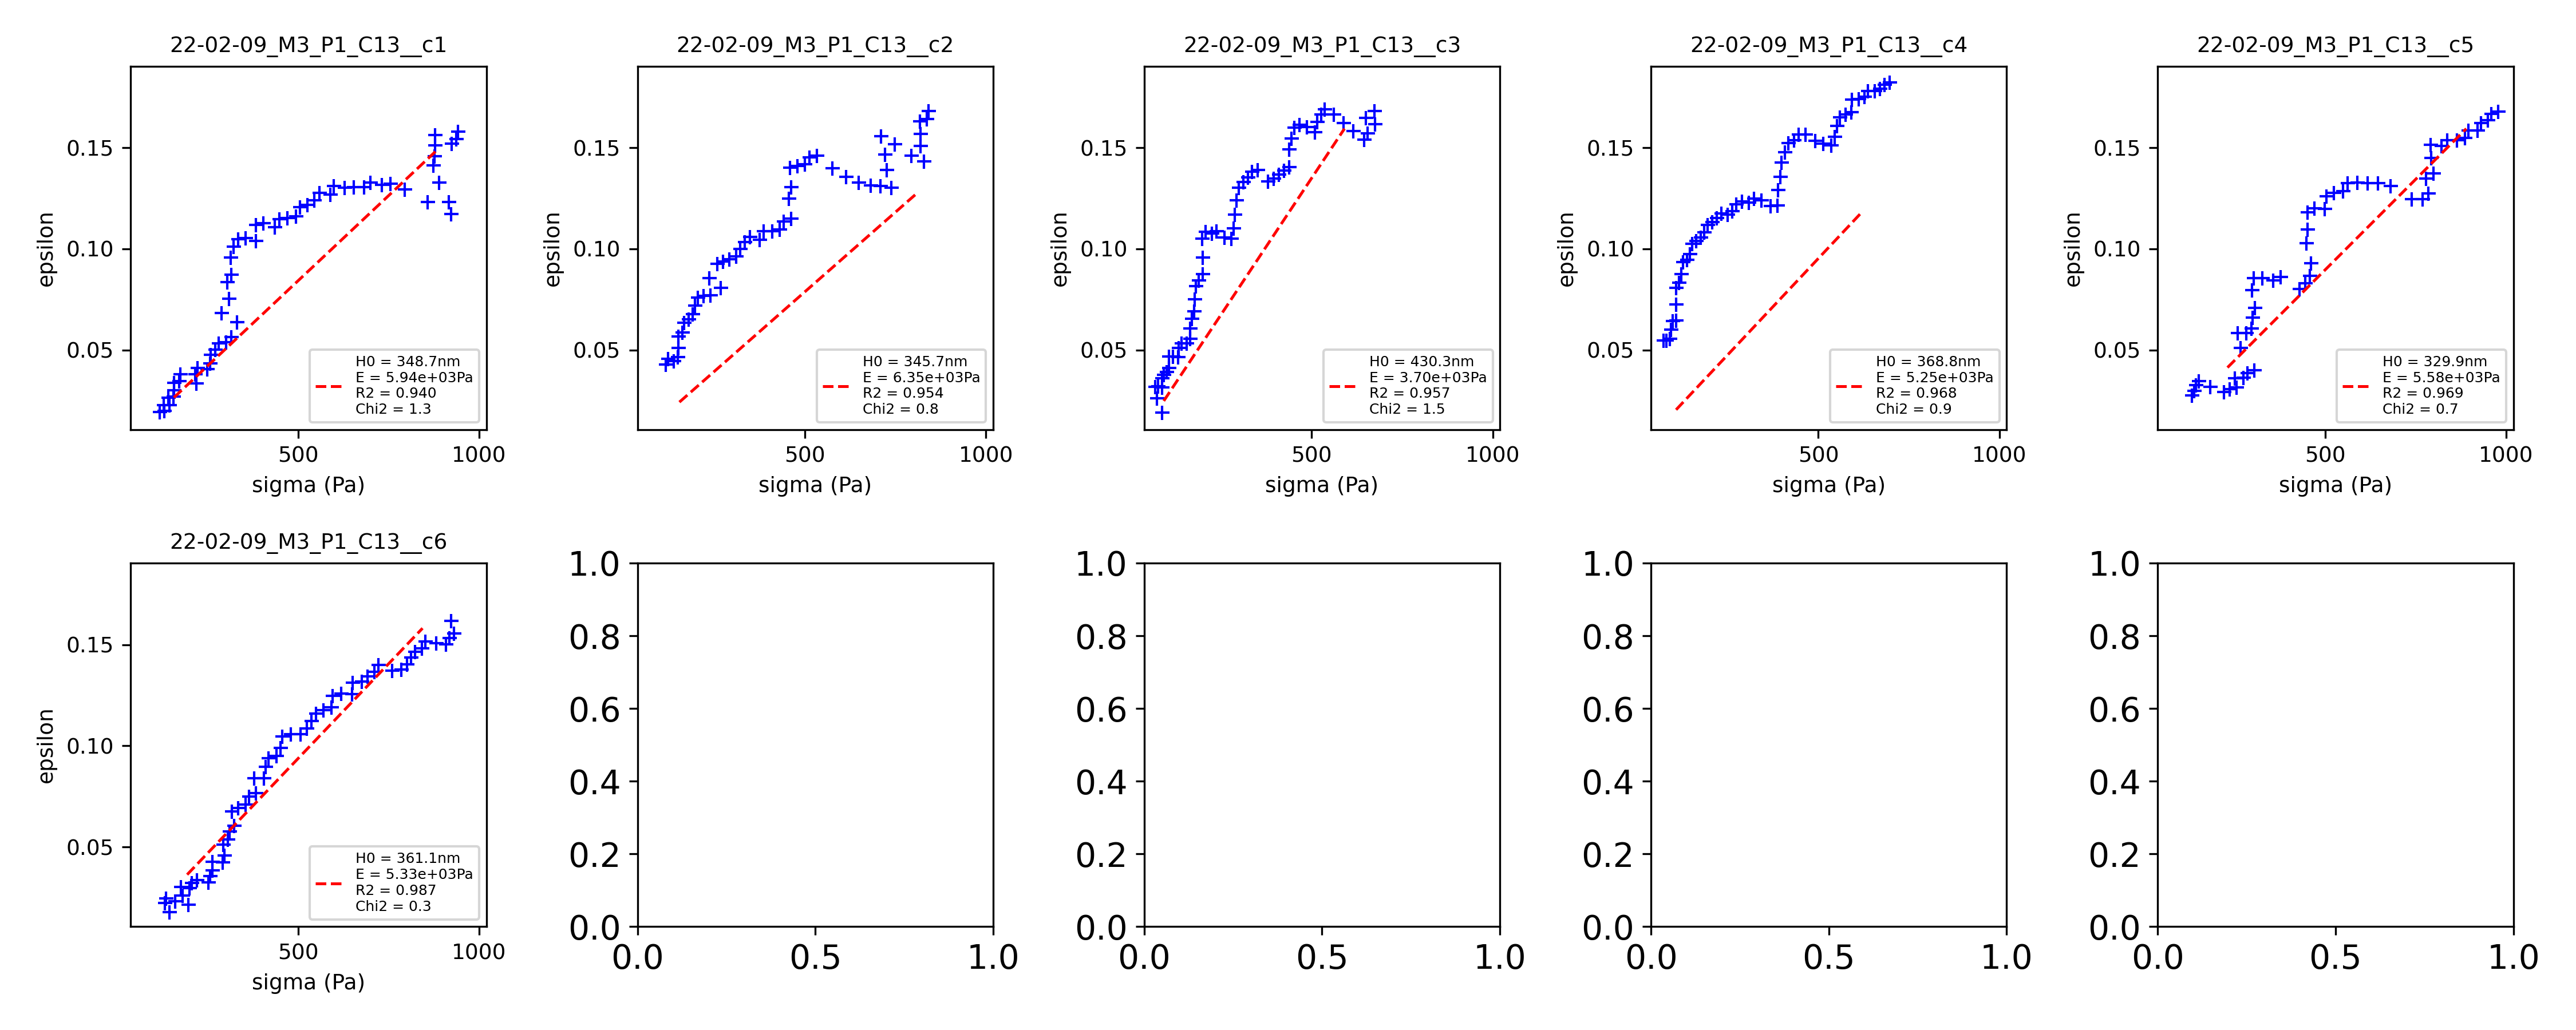 22-02-09_M3_P1_C13__c1
0.15
0.10
0.05
epsilon
500
1000
sigma (Pa)
H0 = 348.7nm
E = 5.94e+03Pa
R2 = 0.940
Chi2 = 1.3
22-02-09_M3_P1_C13__c2
0.15
0.10
0.05
epsilon
500
1000
sigma (Pa)
H0 = 345.7nm
E = 6.35e+03Pa
R2 = 0.954
Chi2 = 0.8
22-02-09_M3_P1_C13__c3
0.15
0.10
0.05
epsilon
500
1000
sigma (Pa)
H0 = 430.3nm
E = 3.70e+03Pa
R2 = 0.957
Chi2 = 1.5
22-02-09_M3_P1_C13__c4
0.15
0.10
0.05
epsilon
500
1000
sigma (Pa)
H0 = 368.8nm
E = 5.25e+03Pa
R2 = 0.968
Chi2 = 0.9
22-02-09_M3_P1_C13__c5
0.15
0.10
0.05
epsilon
500
1000
sigma (Pa)
H0 = 329.9nm
E = 5.58e+03Pa
R2 = 0.969
Chi2 = 0.7
22-02-09_M3_P1_C13__c6
0.15
0.10
0.05
epsilon
500
1000
sigma (Pa)
H0 = 361.1nm
E = 5.33e+03Pa
R2 = 0.987
Chi2 = 0.3
1.0
0.8
0.6
0.4
0.2
0.0
0.0
0.5
1.0
1.0
0.8
0.6
0.4
0.2
0.0
0.0
0.5
1.0
1.0
0.8
0.6
0.4
0.2
0.0
0.0
0.5
1.0
1.0
0.8
0.6
0.4
0.2
0.0
0.0
0.5
1.0